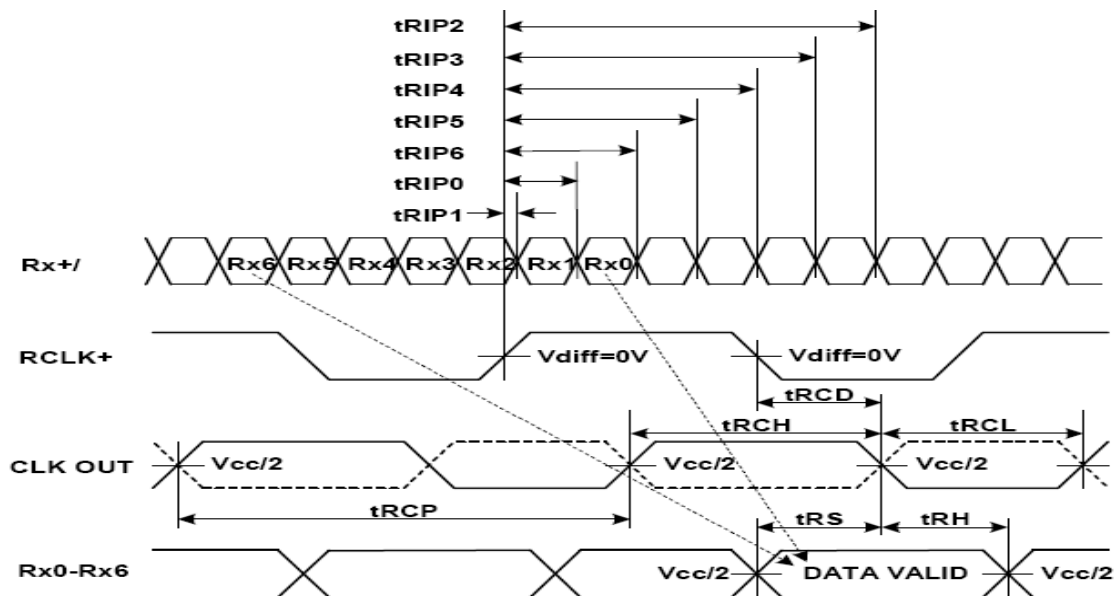 tRIP2
tRIP3
tRIP4
tRIP5
tRIP6
tRIP0
tRIP1
Rx+/ Rx6 Rx5 Rx4 Rx3 Rx2 Rx1 Rx0
RCLK+ Vdiff=0V Vdiff=0V
tRCD
tRCH tRCL
CLK OUT Vcc/2 Vcc/2 Vcc/2
tRCP tRS tRH
Rx0-Rx6 Vcc/2 DATA VALID Vcc/2